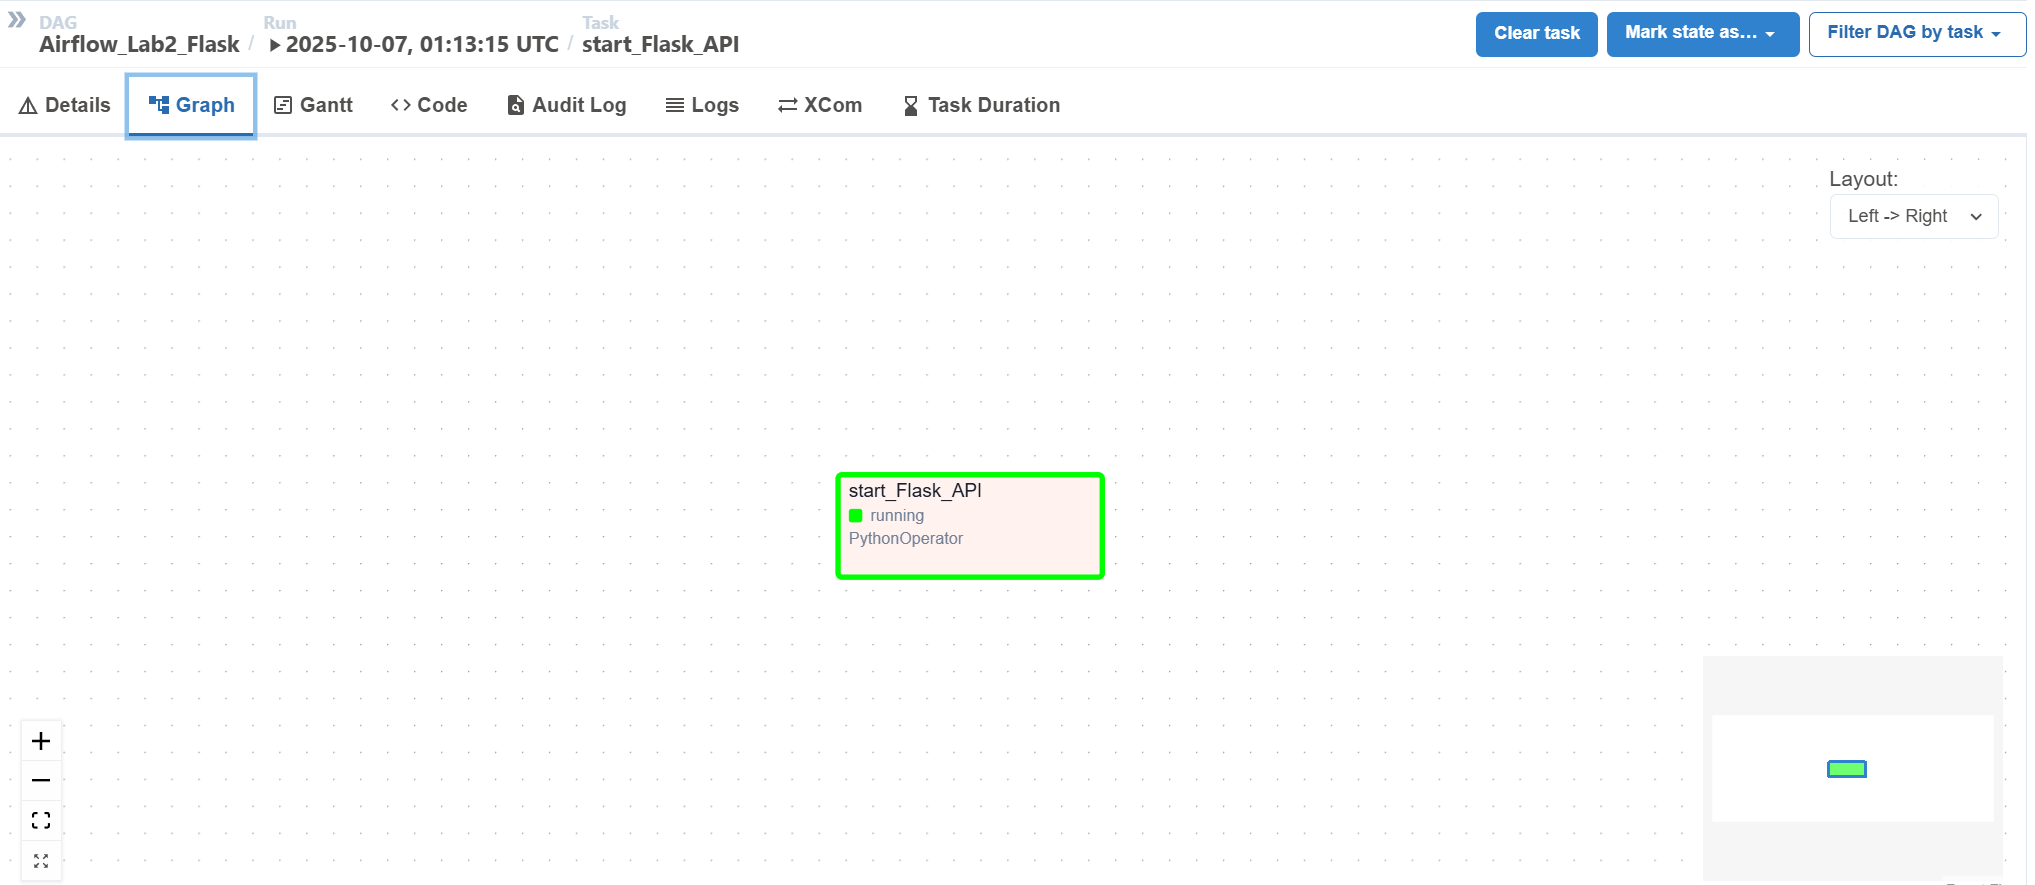 DAG
Run
Task
Airflow_Lab2_Flask / 2025-10-07, 01:13:15 UTC / start_Flask_API
Clear task
Mark state as...
Filter DAG by task
Details
Graph
Gantt
Code
Audit Log
Logs
XCom
Task Duration
Layout:
Left -> Right
start_Flask_API
running
PythonOperator